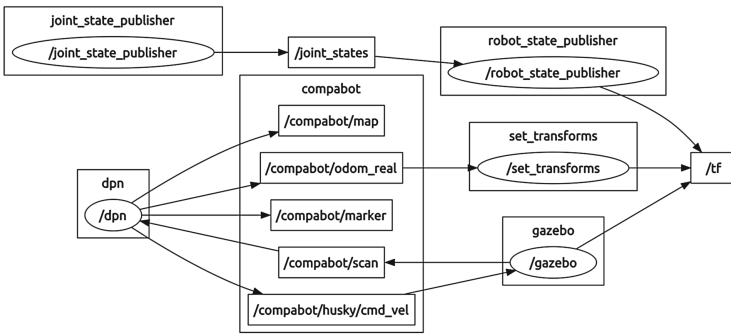 joint_state_publisher
/joint_state_publisher
/joint_states
robot_state_publisher
/robot_state_publisher
compabot
/compabot/map
/compabot/odom_real
/compabot/marker
/compabot/scan
/compabot/husky/cmd_vel
dpn
/dpn
set_transforms
/set_transforms
gazebo
/gazebo
/tf